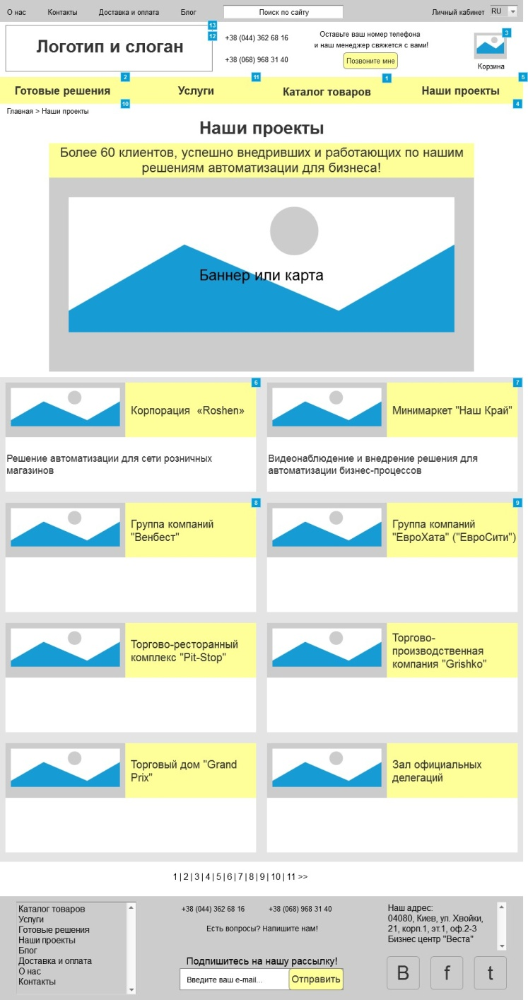 О нас Контакты Доставка и оплата Блог Поиск по сайту Личный кабинет RU
13
12
Логотип и слоган
+38 (044) 362 68 16
+38 (068) 968 31 40
Оставьте ваш номер телефона
и наш менеджер свяжется с вами!
Позвоните мне
3
Корзина
2 11 1 5
Готовые решения Услуги Каталог товаров Наши проекты
10 4
Главная > Наши проекты
Наши проекты
Более 60 клиентов, успешно внедривших и работающих по нашим
решениям автоматизации для бизнеса!
Баннер или карта
6
Корпорация «Roshen»
Решение автоматизации для сети розничных
магазинов
7
Минимаркет "Наш Край"
Видеонаблюдение и внедрение решения для
автоматизации бизнес-процессов
8
Группа компаний
"Венбест"
9
Группа компаний
"ЕвроХата" ("ЕвроСити")
Торгово-ресторанный
комплекс "Pit-Stop"
Торгово-
производственная
компания "Grishko"
Торговый дом "Grand
Prix"
Зал официальных
делегаций
1 | 2 | 3 | 4 | 5 | 6 | 7 | 8 | 9 | 10 | 11 >>
Каталог товаров
Услуги
Готовые решения
Наши проекты
Блог
Доставка и оплата
О нас
Контакты
+38 (044) 362 68 16 +38 (068) 968 31 40
Есть вопросы? Напишите нам!
Подпишитесь на нашу рассылку!
Введите ваш e-mail... Отправить
Наш адрес:
04080, Киев, ул. Хвойки,
21, корп.1, эт.1, оф.2-3
Бизнес центр "Веста"
В f t